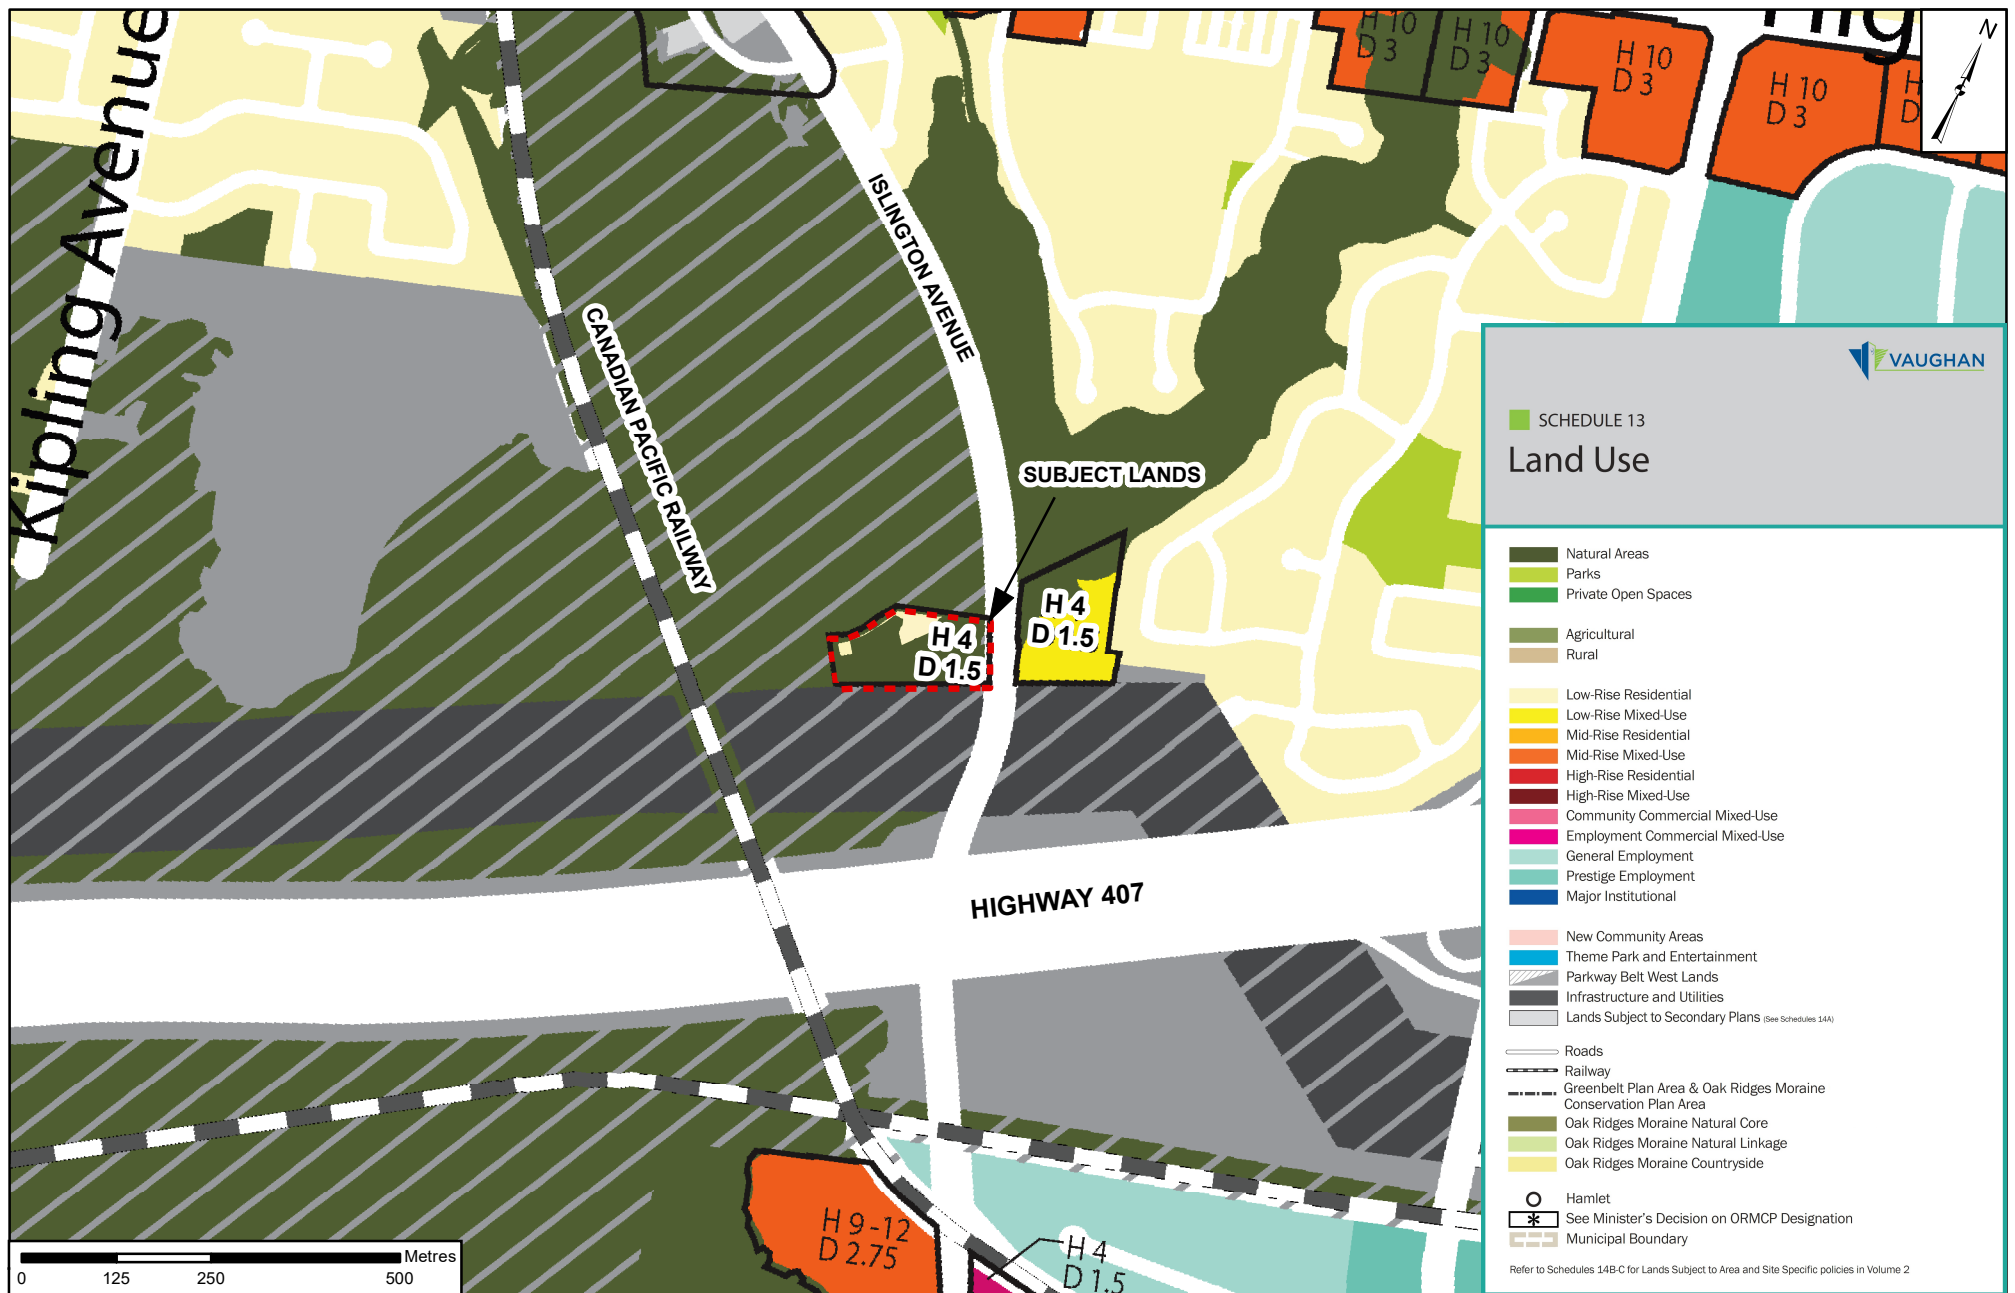 Kipling Avenue
H 10
D 3
H 10
D 3
H 10
D 3
H 10
D 3
H
D
N
ISLINGTON AVENUE
CANADIAN PACIFIC RAILWAY
SUBJECT LANDS
H 4
D 1.5
H 4
D 1.5
HIGHWAY 407
H 9-12
D 2.75
H 4
D 1.5
Metres
0 125 250 500
VAUGHAN
SCHEDULE 13
Land Use
Natural Areas
Parks
Private Open Spaces
Agricultural
Rural
Low-Rise Residential
Low-Rise Mixed-Use
Mid-Rise Residential
Mid-Rise Mixed-Use
High-Rise Residential
High-Rise Mixed-Use
Community Commercial Mixed-Use
Employment Commercial Mixed-Use
General Employment
Prestige Employment
Major Institutional
New Community Areas
Theme Park and Entertainment
Parkway Belt West Lands
Infrastructure and Utilities
Lands Subject to Secondary Plans (See Schedules 14A)
Roads
Railway
Greenbelt Plan Area & Oak Ridges Moraine
Conservation Plan Area
Oak Ridges Moraine Natural Core
Oak Ridges Moraine Natural Linkage
Oak Ridges Moraine Countryside
Hamlet
See Minister's Decision on ORMCP Designation
Municipal Boundary
Refer to Schedules 14B-C for Lands Subject to Area and Site Specific policies in Volume 2